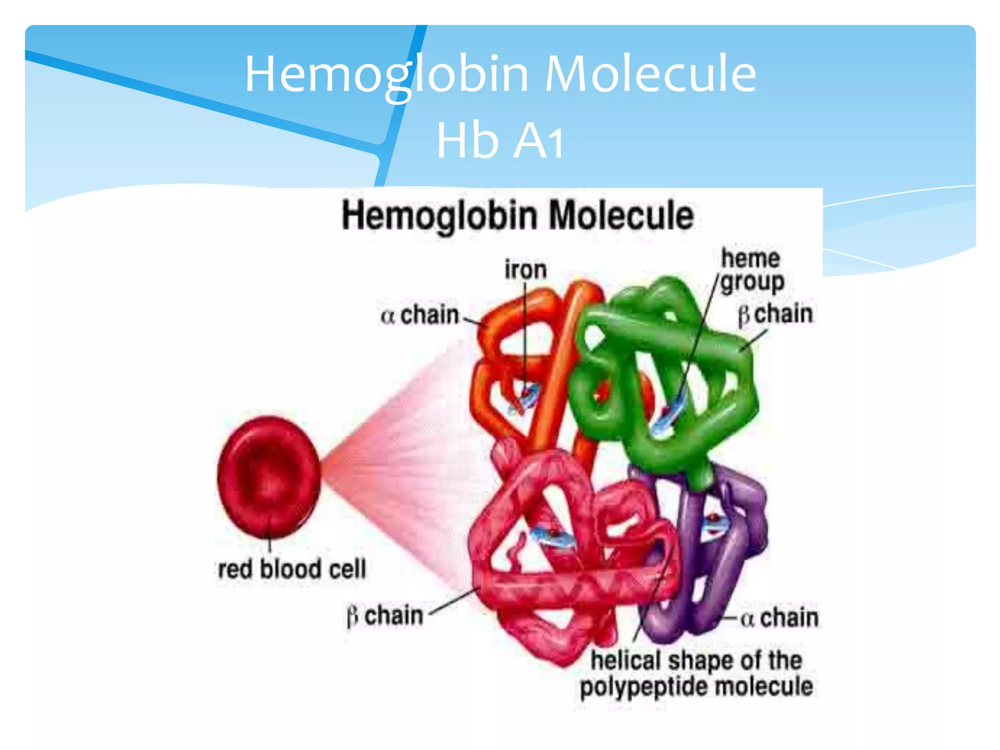 Hemoglobin Molecule
Hb A1
Hemoglobin Molecule
iron
heme
group
α chain
β chain
red blood cell
β chain
α chain
helical shape of the
polypeptide molecule